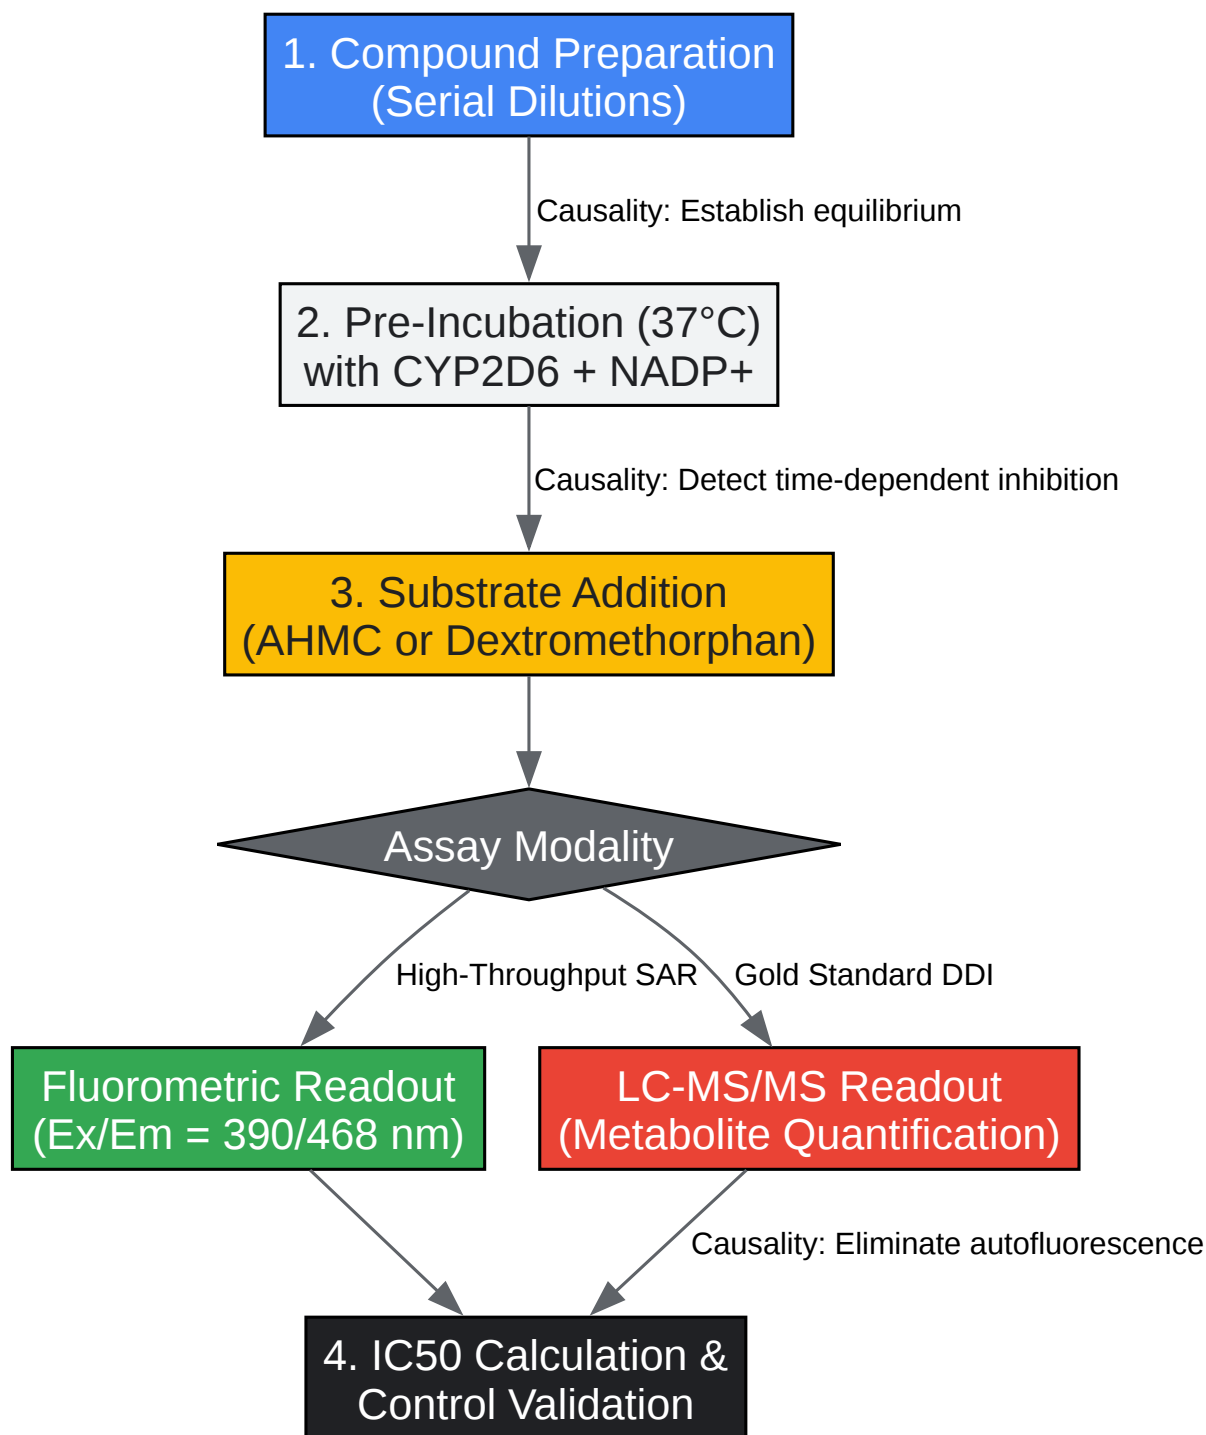 1. Compound Preparation
(Serial Dilutions)
Causality: Establish equilibrium
2. Pre-Incubation (37°C)
with CYP2D6 + NADP+
Causality: Detect time-dependent inhibition
3. Substrate Addition
(AHMC or Dextromethorphan)
Assay Modality
High-Throughput SAR
Gold Standard DDI
Fluorometric Readout
(Ex/Em = 390/468 nm)
LC-MS/MS Readout
(Metabolite Quantification)
Causality: Eliminate autofluorescence
4. IC50 Calculation &
Control Validation